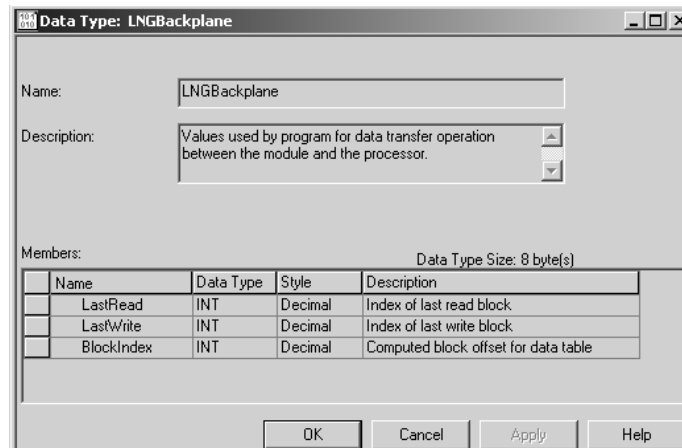 Data Type: LNGBackplane
Name: LNGBackplane
Description: Values used by program for data transfer operation
between the module and the processor.
Members: Data Type Size: 8 byte(s)
Name Data Type Style Description
LastRead INT Decimal Index of last read block
LastWrite INT Decimal Index of last write block
BlockIndex INT Decimal Computed block offset for data table
OK Cancel Apply Help